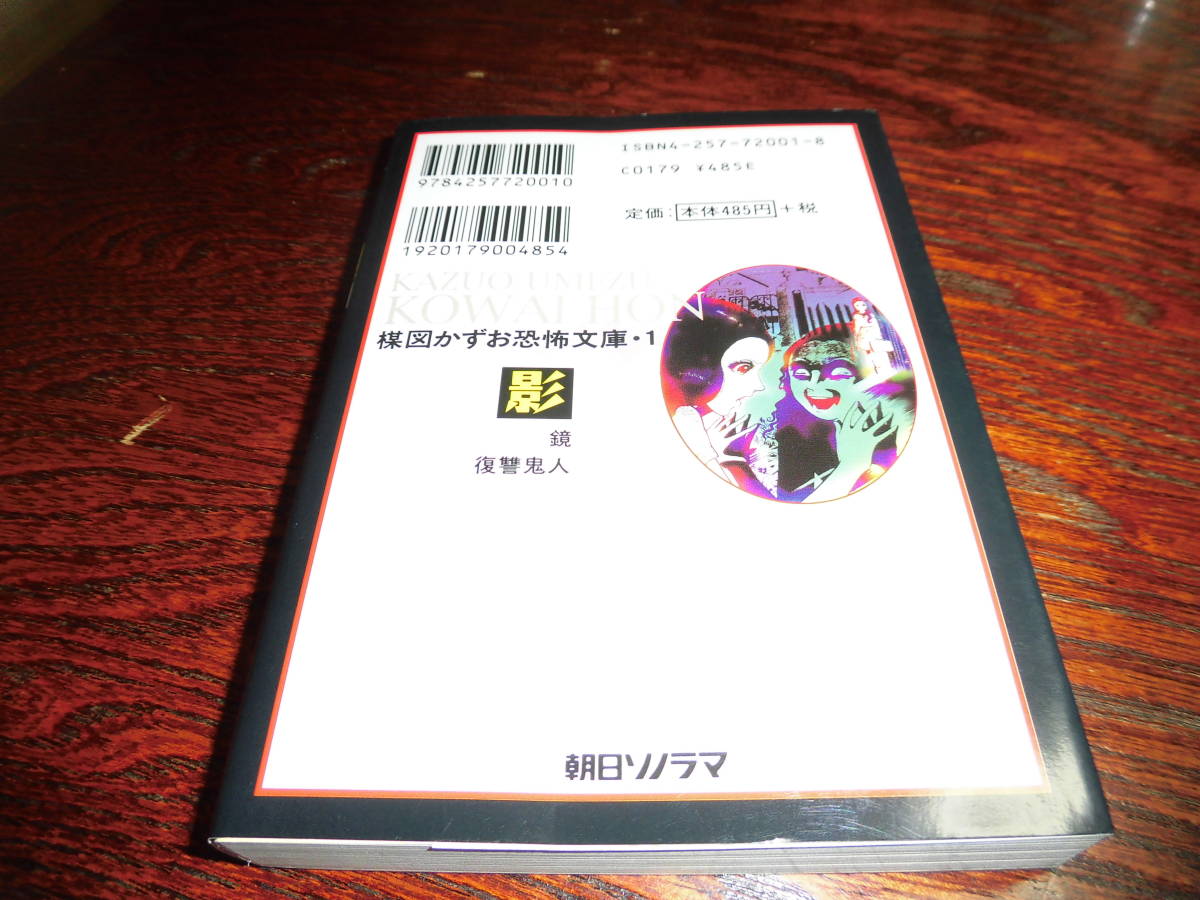 ISBN4-257-72001-8
C0179 ¥485E
9784257720010
定価:本体485円+税
1920179004854
KAZUO UMEZU
KOWAI HON
楳図かずお恐怖文庫・1
影
鏡
復讐鬼人
朝日ソノラマ